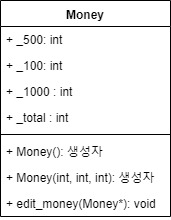 Money
+ _500: int
+ _100: int
+ _1000 : int
+ _total : int
+ Money(): 생성자
+ Money(int, int, int): 생성자
+ edit_money(Money*): void